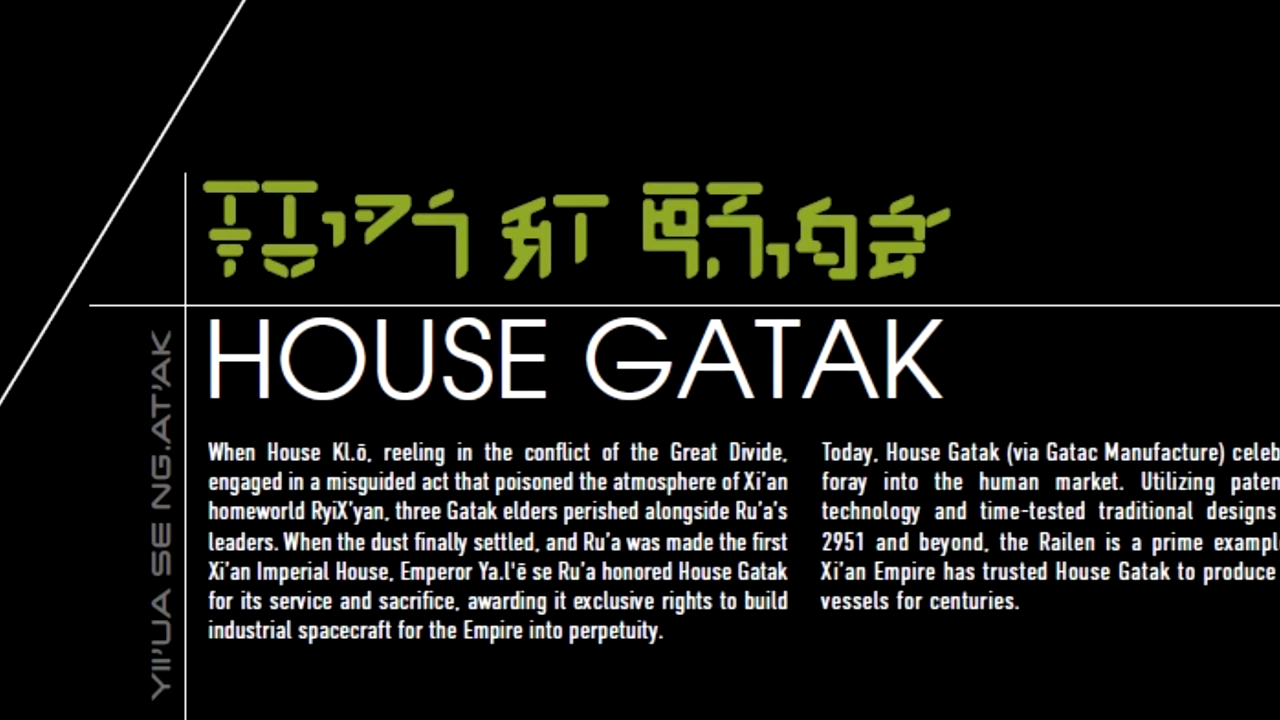 HOUSE GATAK
YII'UA SE NG.AT'AK
When House Kl.ō, reeling in the conflict of the Great Divide,
engaged in a misguided act that poisoned the atmosphere of Xi'an
homeworld RyiX'yan, three Gatak elders perished alongside Ru'a's
leaders. When the dust finally settled, and Ru'a was made the first
Xi'an Imperial House, Emperor Ya.l'ē se Ru'a honored House Gatak
for its service and sacrifice, awarding it exclusive rights to build
industrial spacecraft for the Empire into perpetuity.
Today, House Gatak (via Gatac Manufacture)
foray into the human market. Utilizing
technology and time-tested traditional designs
2951 and beyond, the Railen is a prime
Xi'an Empire has trusted House Gatak to produce
vessels for centuries.